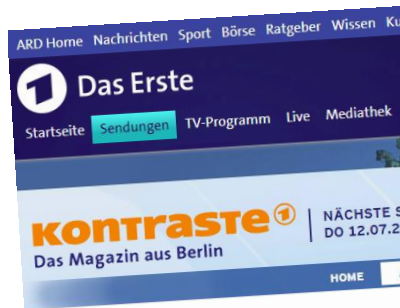 ARD Home Nachrichten Sport Börse Ratgeber Wissen
Das Erste
Startseite Sendungen TV-Programm Live Mediathek
KONTRASTE
NÄCHSTE
DO 12.07.2
Das Magazin aus Berlin
HOME